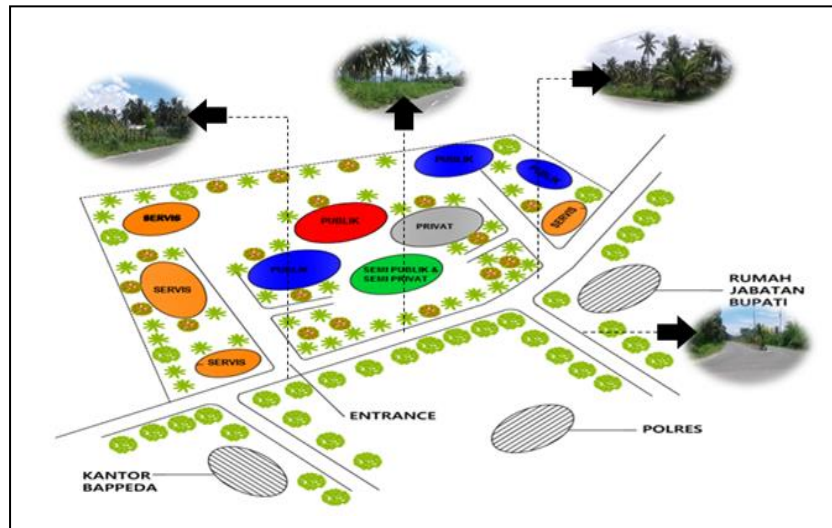 PUBLIK
PUBLIK
SERVIS
PUBLIK
PRIVAT
SERVIS
PUBLIK
SEMI PUBLIK &
SEMI PRIVAT
SERVIS
RUMAH
JABATAN
BUPATI
SERVIS
ENTRANCE
POLRES
KANTOR
BAPPEDA